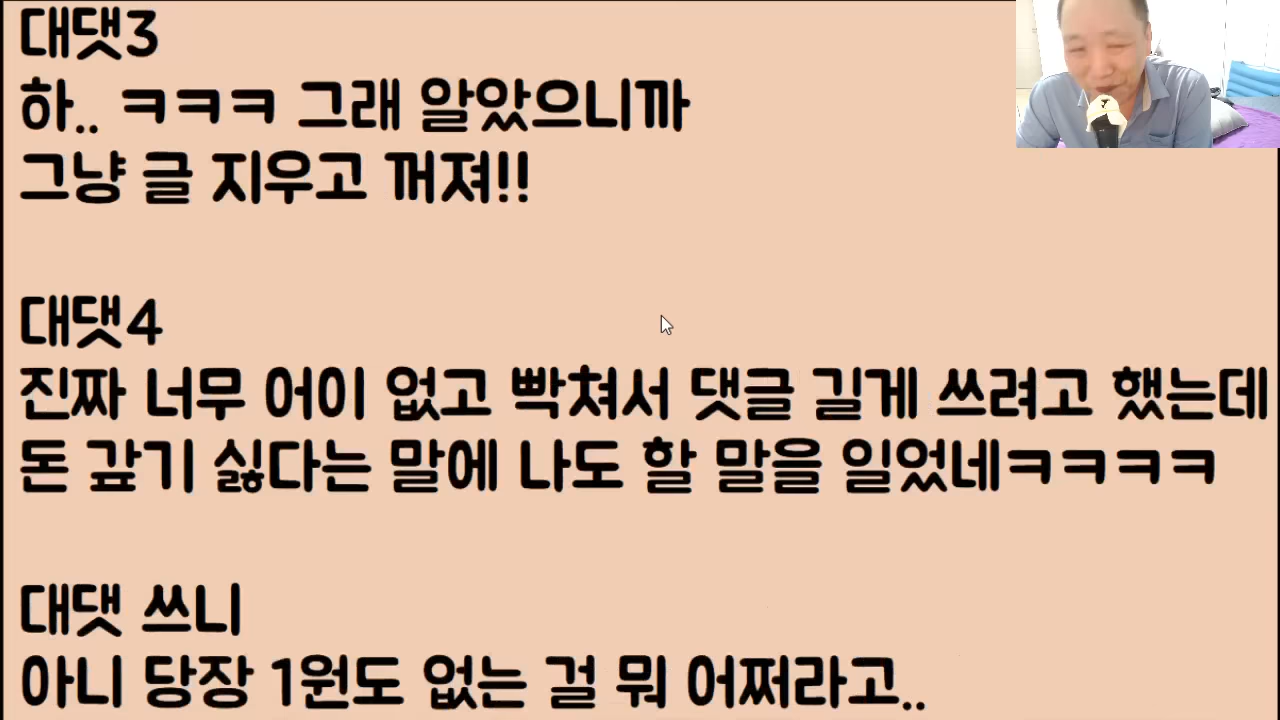 대댓3
하.. ㅋㅋㅋ 그래 알았으니까
그냥 글 지우고 꺼져!!
대댓4
진짜 너무 어이 없고 빡쳐서 댓글 길게 쓰려고 했는데
돈 갚기 싫다는 말에 나도 할 말을 일었네ㅋㅋㅋㅋ
대댓 쓰니
아니 당장 1원도 없는 걸 뭐 어쩌라고..